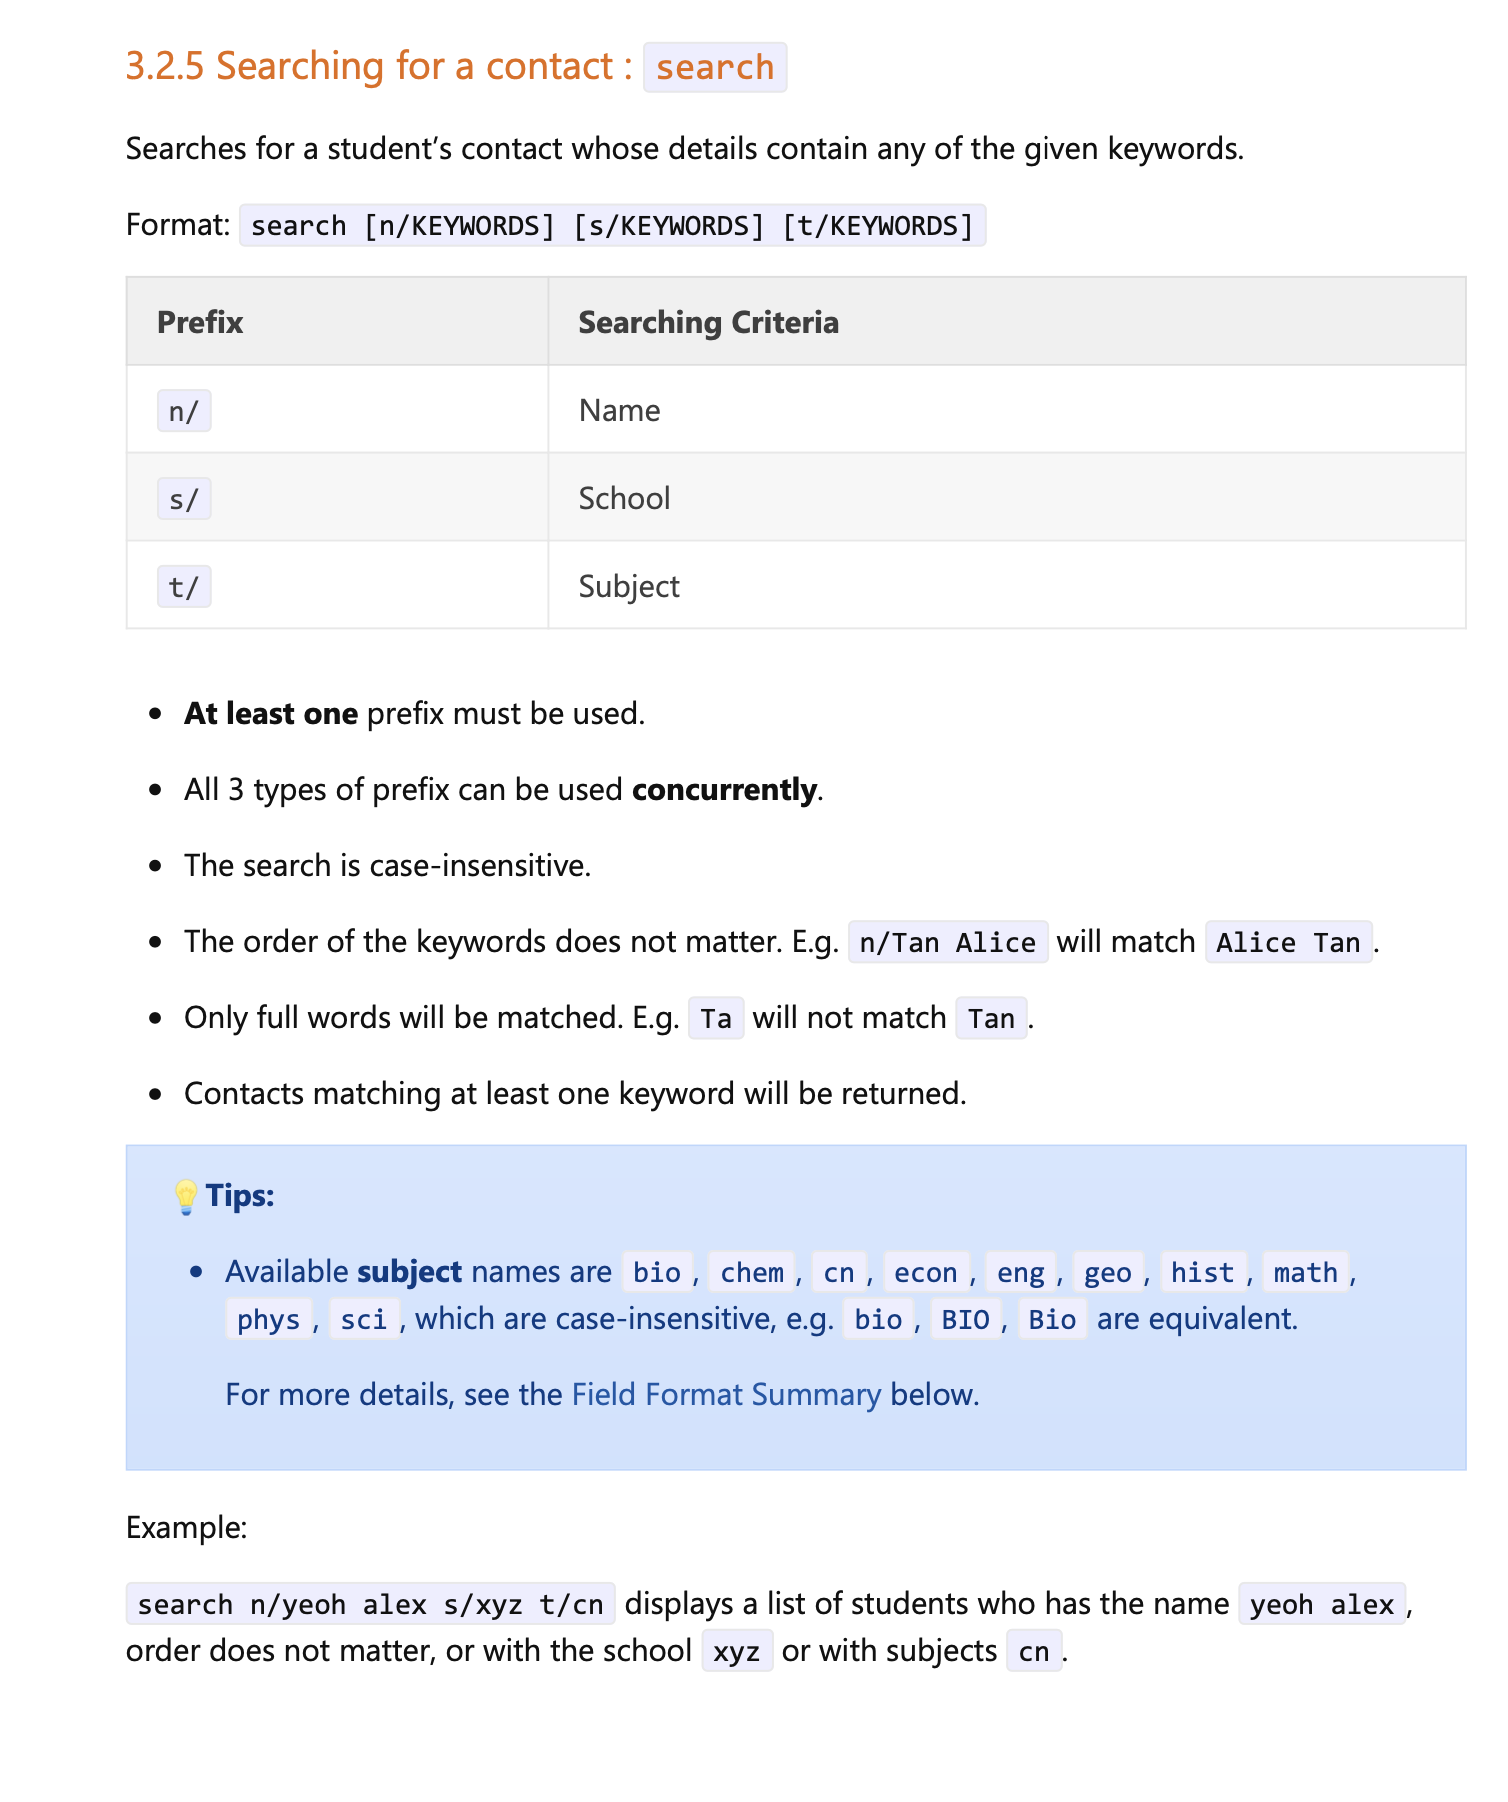 3.2.5 Searching for a contact : search
Searches for a student’s contact whose details contain any of the given keywords.
Format: search [n/KEYWORDS] [s/KEYWORDS] [t/KEYWORDS]
Prefix Searching Criteria
n/ Name
s/ School
t/ Subject
• At least one prefix must be used.
• All 3 types of prefix can be used concurrently.
• The search is case-insensitive.
• The order of the keywords does not matter. E.g. n/Tan Alice will match Alice Tan.
• Only full words will be matched. E.g. Ta will not match Tan.
• Contacts matching at least one keyword will be returned.
💡Tips:
• Available subject names are bio, chem, cn, econ, eng, geo, hist, math,
phys, sci, which are case-insensitive, e.g. bio, BIO, Bio are equivalent.
For more details, see the Field Format Summary below.
Example:
search n/yeoh alex s/xyz t/cn displays a list of students who has the name yeoh alex,
order does not matter, or with the school xyz or with subjects cn.